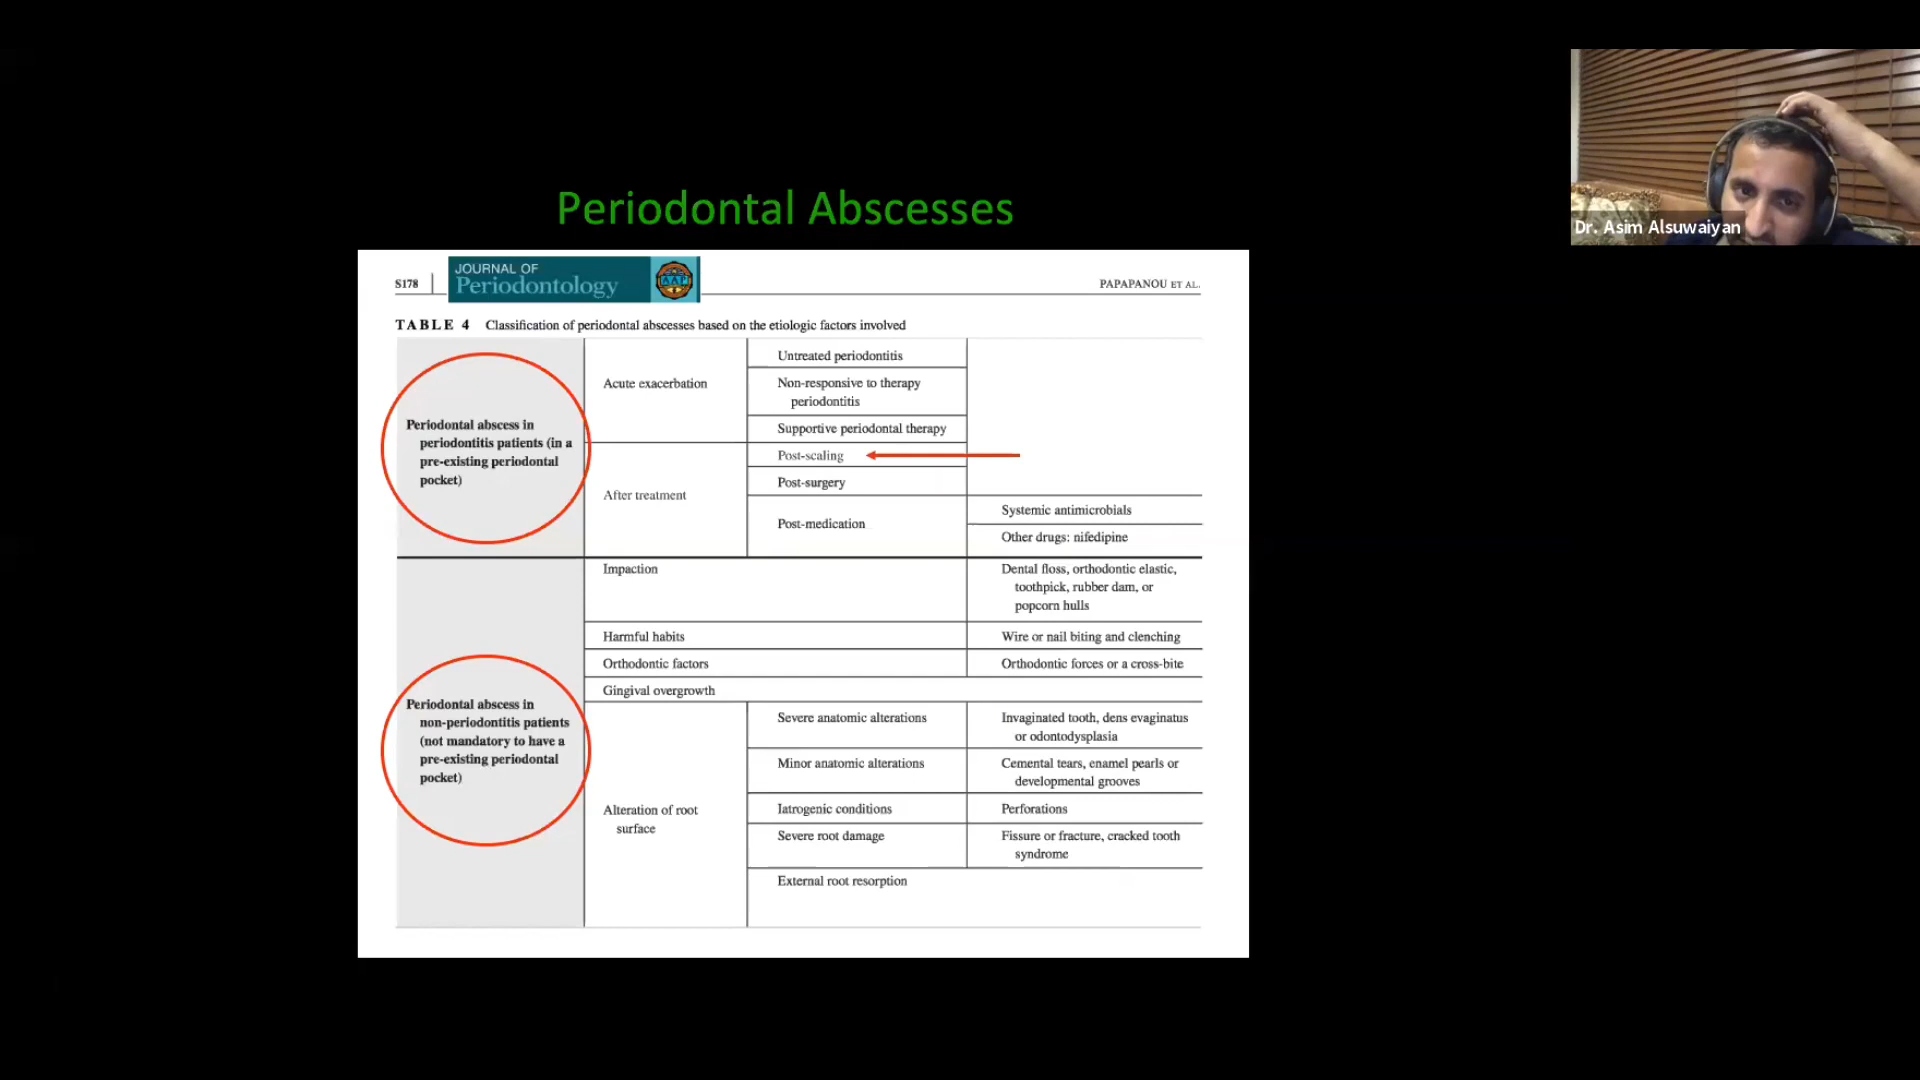 Dr. Asim Alsuwaiyan
Periodontal Abscesses
S178
JOURNAL OF
Periodontology
AAP
PAPAPANOU ET AL.
TABLE 4 Classification of periodontal abscesses based on the etiologic factors involved
Periodontal abscess in
periodontitis patients (in a
pre-existing periodontal
pocket)
Acute exacerbation
Untreated periodontitis
Non-responsive to therapy
periodontitis
Supportive periodontal therapy
After treatment
Post-scaling
Post-surgery
Post-medication
Systemic antimicrobials
Other drugs: nifedipine
Periodontal abscess in
non-periodontitis patients
(not mandatory to have a
pre-existing periodontal
pocket)
Impaction
Dental floss, orthodontic elastic,
toothpick, rubber dam, or
popcorn hulls
Harmful habits
Wire or nail biting and clenching
Orthodontic factors
Orthodontic forces or a cross-bite
Gingival overgrowth
Alteration of root
surface
Severe anatomic alterations
Invaginated tooth, dens evaginatus
or odontodysplasia
Minor anatomic alterations
Cemental tears, enamel pearls or
developmental grooves
Iatrogenic conditions
Perforations
Severe root damage
Fissure or fracture, cracked tooth
syndrome
External root resorption